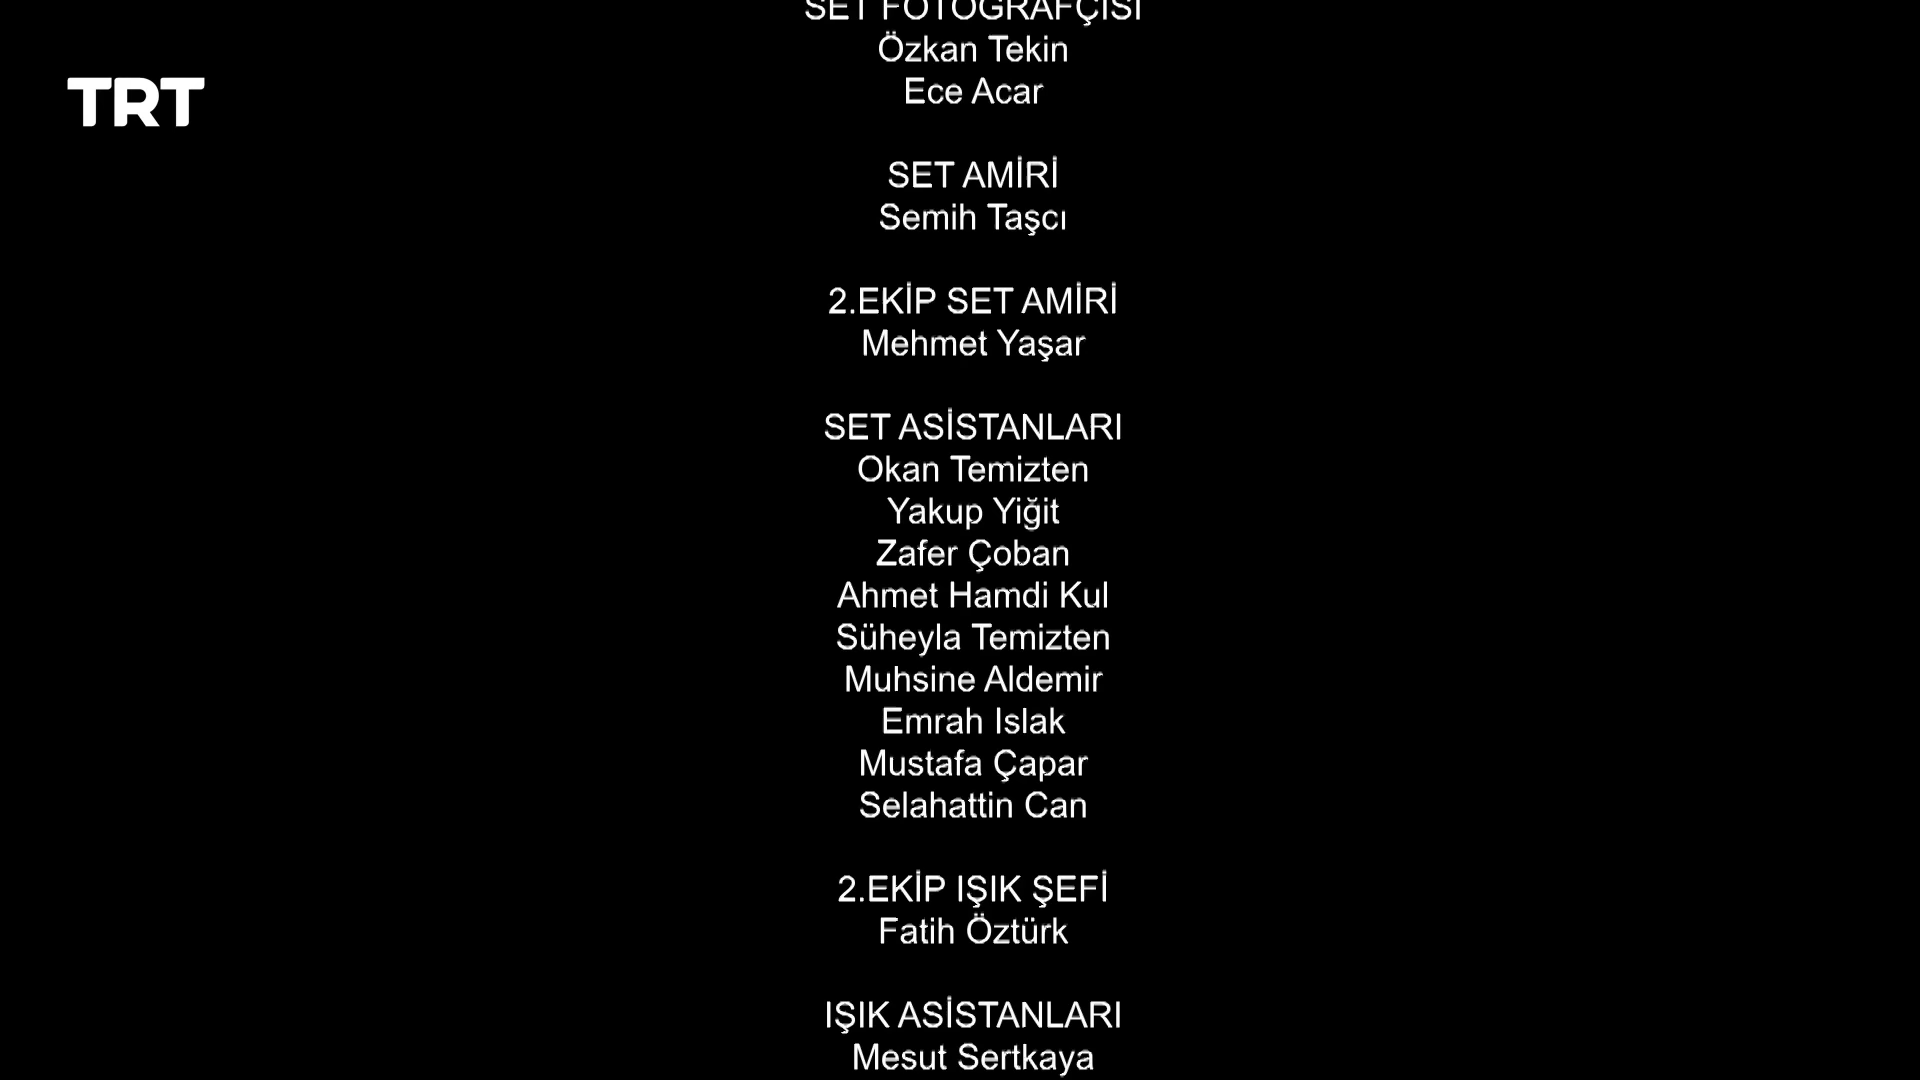 SET FOTOĞRAFÇISI
Özkan Tekin
Ece Acar
TRT
SET AMİRİ
Semih Taşcı
2.EKİP SET AMİRİ
Mehmet Yaşar
SET ASİSTANLARI
Okan Temizten
Yakup Yiğit
Zafer Çoban
Ahmet Hamdi Kul
Süheyla Temizten
Muhsine Aldemir
Emrah Islak
Mustafa Çapar
Selahattin Can
2.EKİP IŞIK ŞEFİ
Fatih Öztürk
IŞIK ASİSTANLARI
Mesut Sertkaya